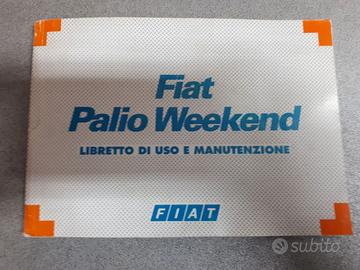 Fiat
Palio Weekend
LIBRETTO DI USO E MANUTENZIONE
FIAT
subito